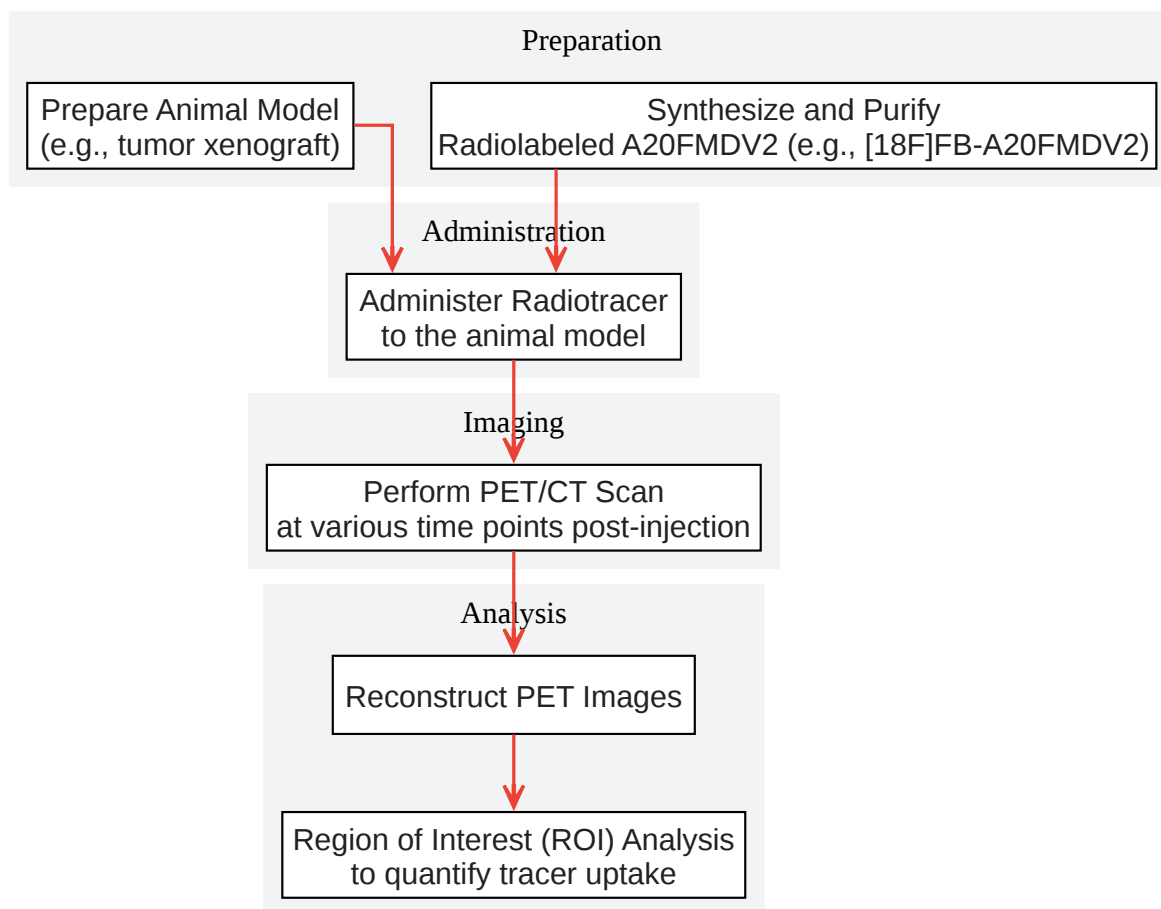 Preparation
Prepare Animal Model
(e.g., tumor xenograft)
Synthesize and Purify
Radiolabeled A20FMDV2 (e.g., [18F]FB-A20FMDV2)
Administration
Administer Radiotracer
to the animal model
Imaging
Perform PET/CT Scan
at various time points post-injection
Analysis
Reconstruct PET Images
Region of Interest (ROI) Analysis
to quantify tracer uptake